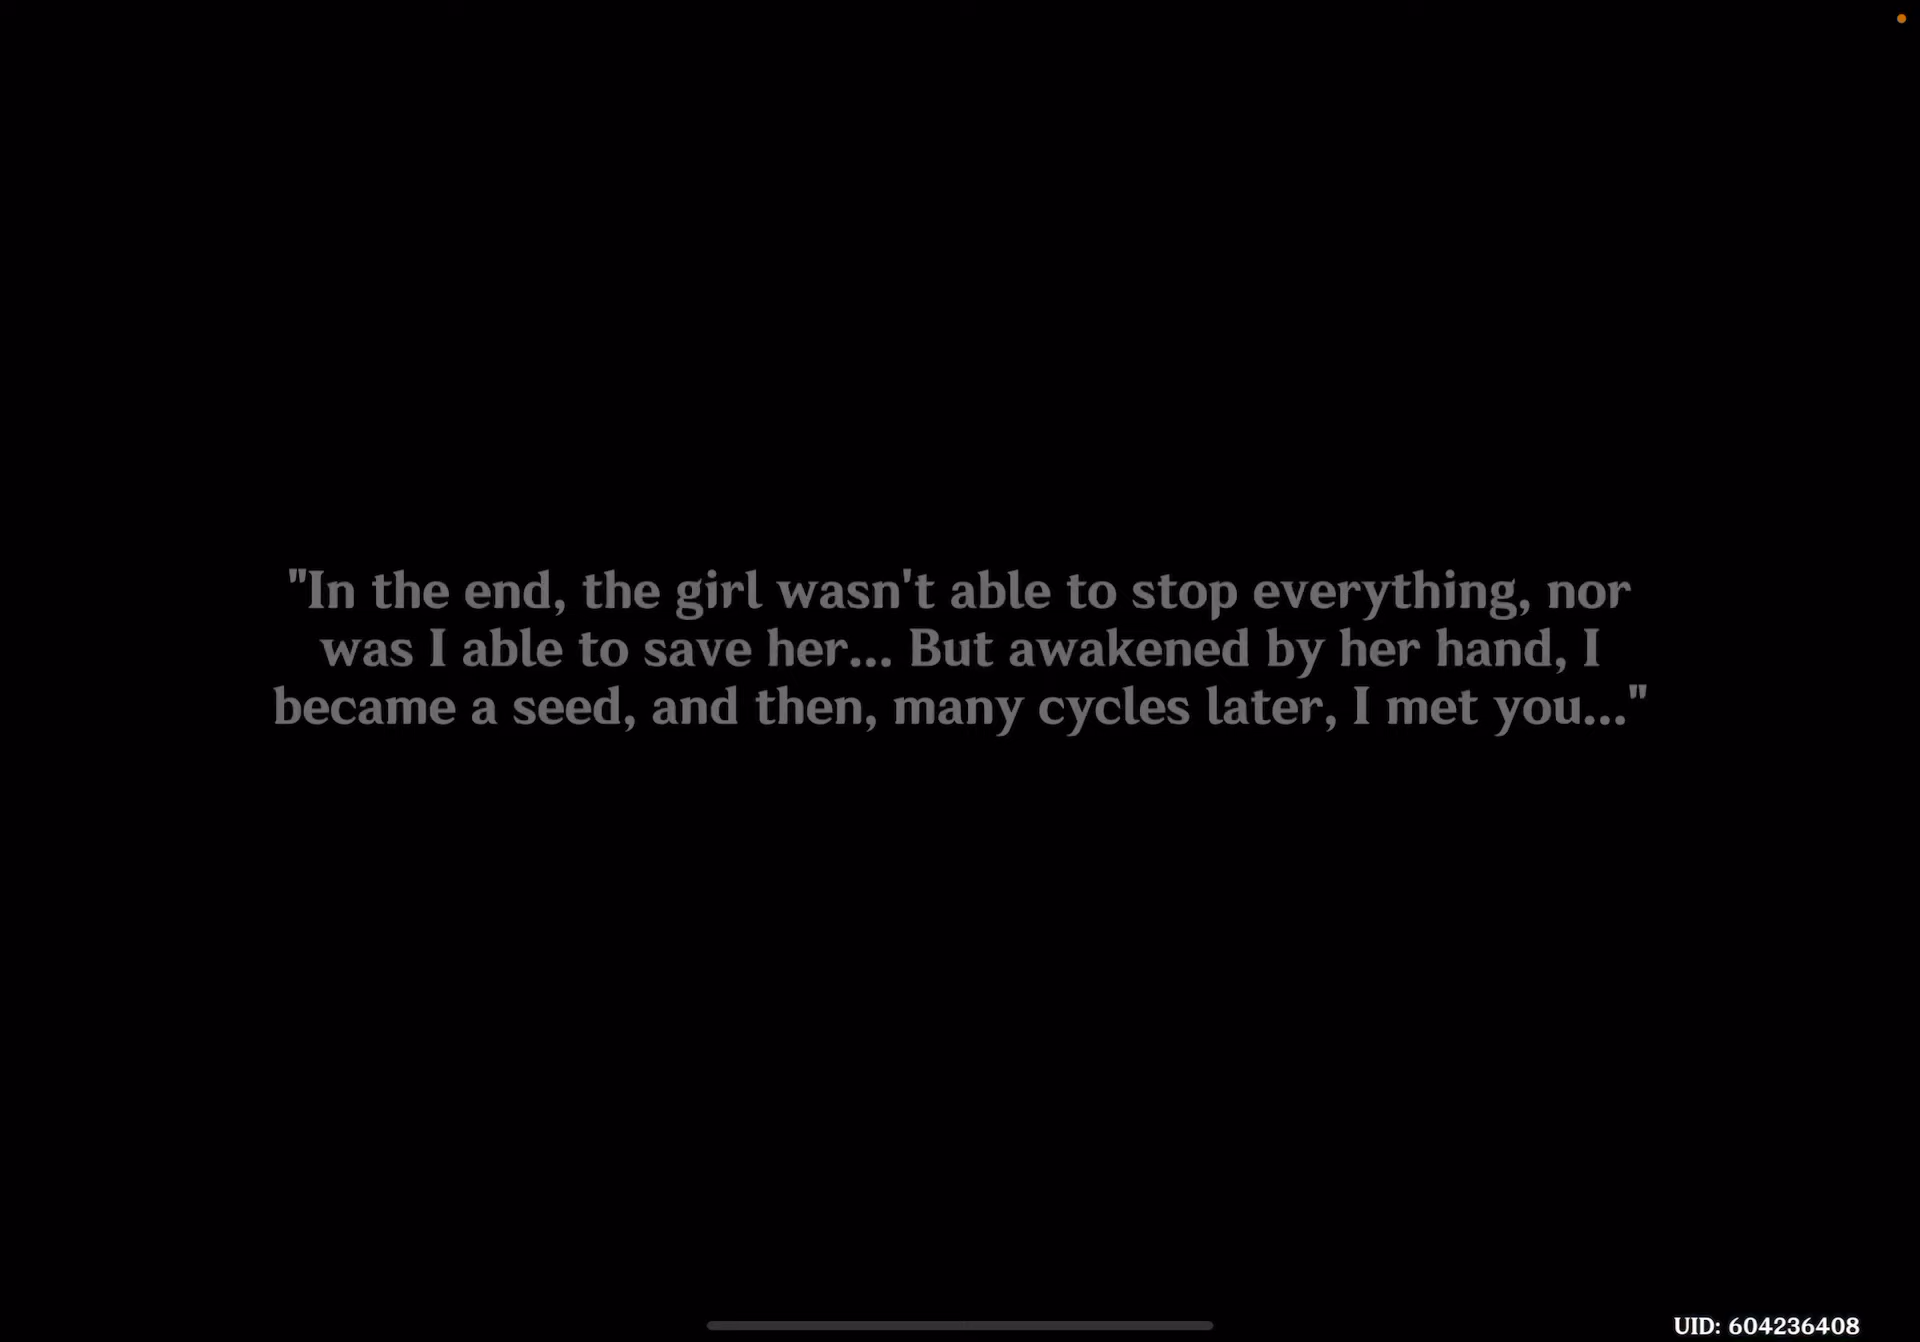 "In the end, the girl wasn't able to stop everything, nor
was I able to save her... But awakened by her hand, I
became a seed, and then, many cycles later, I met you..."
UID: 604236408